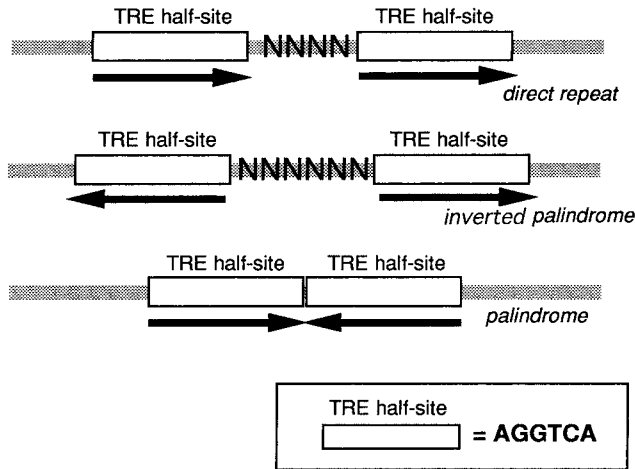 TRE half-site TRE half-site
NNNN
direct repeat
TRE half-site TRE half-site
NNNNNN
inverted palindrome
TRE half-site TRE half-site
palindrome
TRE half-site
= AGGTCA